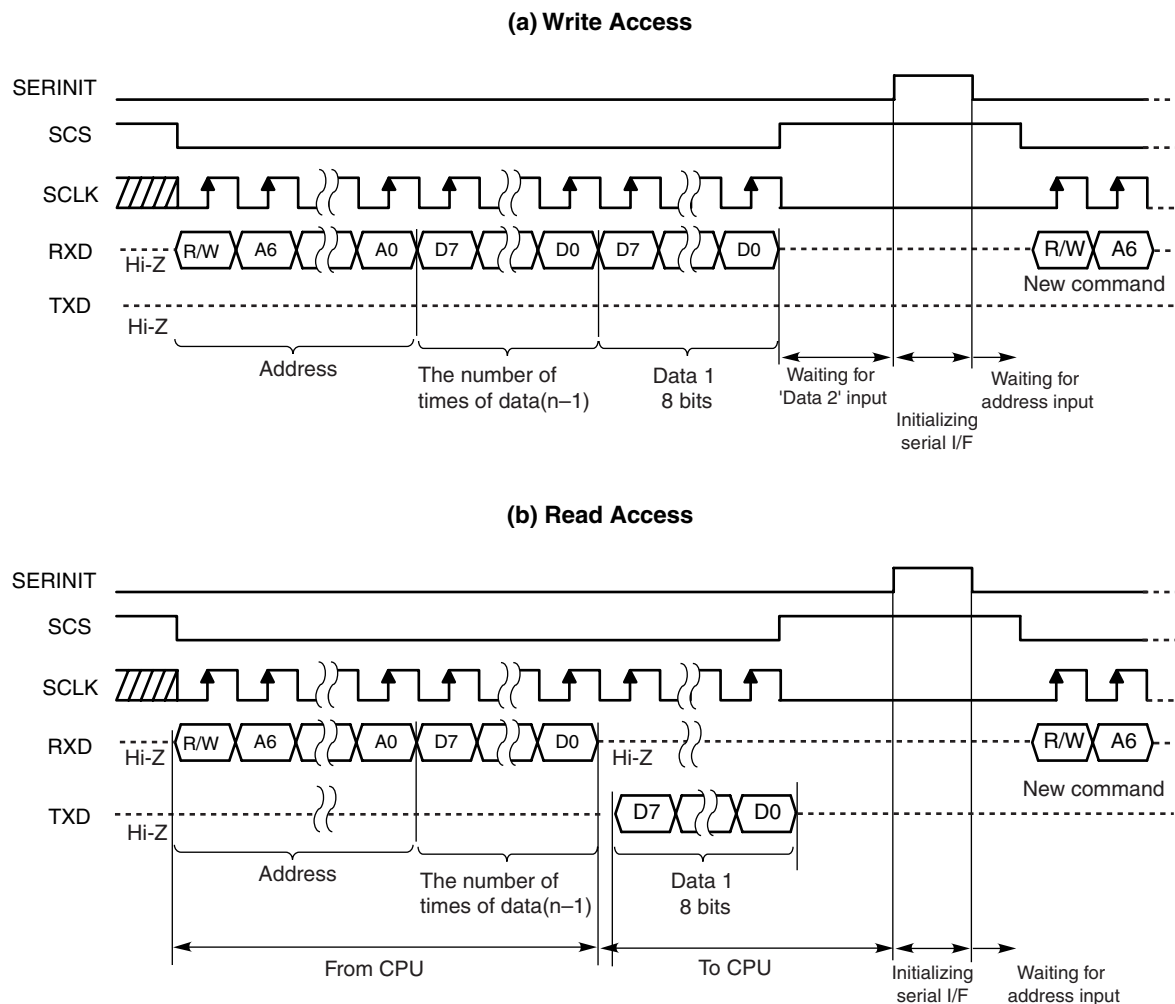 (a) Write Access
SERINIT
SCS
SCLK
RXD
Hi-Z
R/W A6 A0 D7 D0 D7 D0 R/W A6
New command
TXD
Hi-Z
Address
The number of
times of data(n–1)
Data 1
8 bits
Waiting for
'Data 2' input
Initializing
serial I/F
Waiting for
address input
(b) Read Access
SERINIT
SCS
SCLK
RXD
Hi-Z
R/W A6 A0 D7 D0 Hi-Z R/W A6
New command
TXD
Hi-Z
D7 D0
Address
The number of
times of data(n–1)
Data 1
8 bits
From CPU
To CPU
Initializing
serial I/F
Waiting for
address input